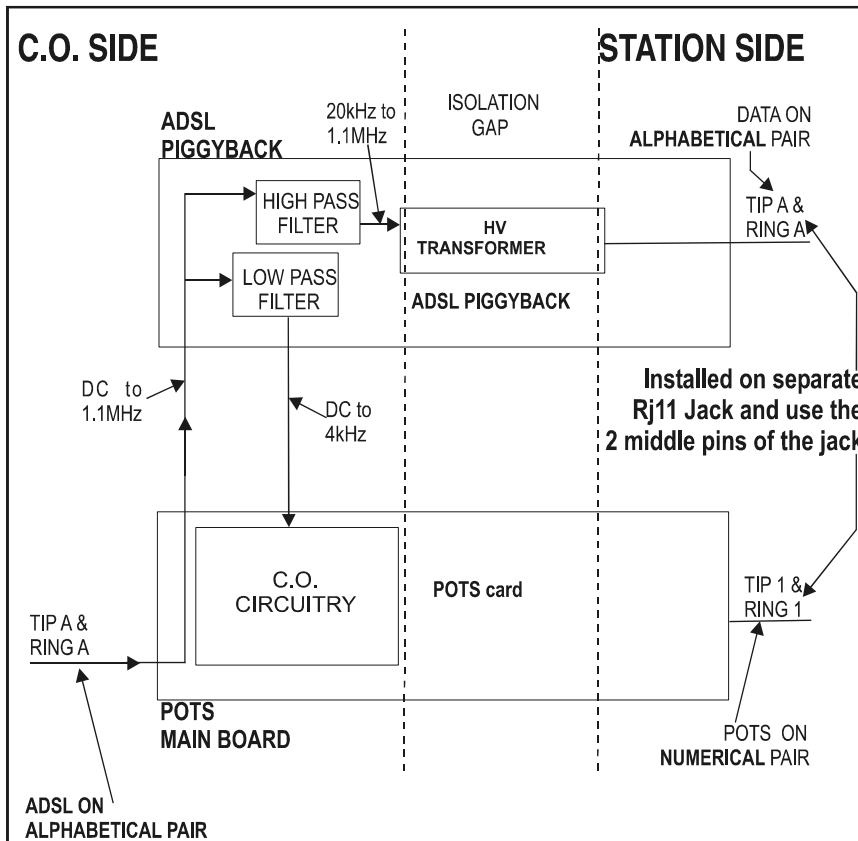 C.O. SIDE
STATION SIDE
ISOLATION
GAP
20kHz to
1.1MHz
ADSL
PIGGYBACK
DATA ON
ALPHABETICAL PAIR
HIGH PASS
FILTER
HV
TRANSFORMER
TIP A &
RING A
LOW PASS
FILTER
ADSL PIGGYBACK
DC to
1.1MHz
DC to
4kHz
Installed on separate
Rj11 Jack and use the
2 middle pins of the jack
C.O.
CIRCUITRY
POTS card
TIP 1 &
RING 1
TIP A &
RING A
POTS
MAIN BOARD
POTS ON
NUMERICAL PAIR
ADSL ON
ALPHABETICAL PAIR